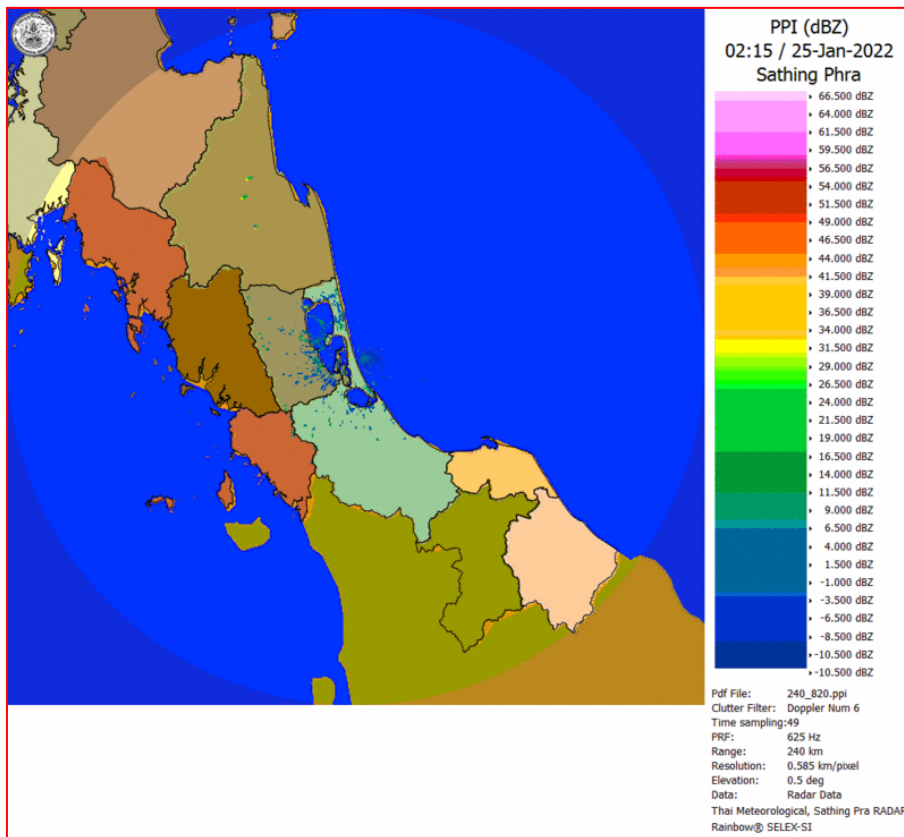 PPI (dBZ)
02:15 / 25-Jan-2022
Sathing Phra
66.500 dBZ
64.000 dBZ
61.500 dBZ
59.500 dBZ
56.500 dBZ
54.000 dBZ
51.500 dBZ
49.000 dBZ
46.500 dBZ
44.000 dBZ
41.500 dBZ
39.000 dBZ
36.500 dBZ
34.000 dBZ
31.500 dBZ
29.000 dBZ
26.500 dBZ
24.000 dBZ
21.500 dBZ
19.000 dBZ
16.500 dBZ
14.000 dBZ
11.500 dBZ
9.000 dBZ
6.500 dBZ
4.000 dBZ
1.500 dBZ
-1.000 dBZ
-3.500 dBZ
-6.500 dBZ
-8.500 dBZ
-10.500 dBZ
-10.500 dBZ
Pdf File: 240_820.ppi
Clutter Filter: Doppler Num 6
Time sampling:49
PRF: 625 Hz
Range: 240 km
Resolution: 0.585 km/pixel
Elevation: 0.5 deg
Data: Radar Data
Thai Meteorological, Sathing Pra RADAR
Rainbow® SELEX-SI